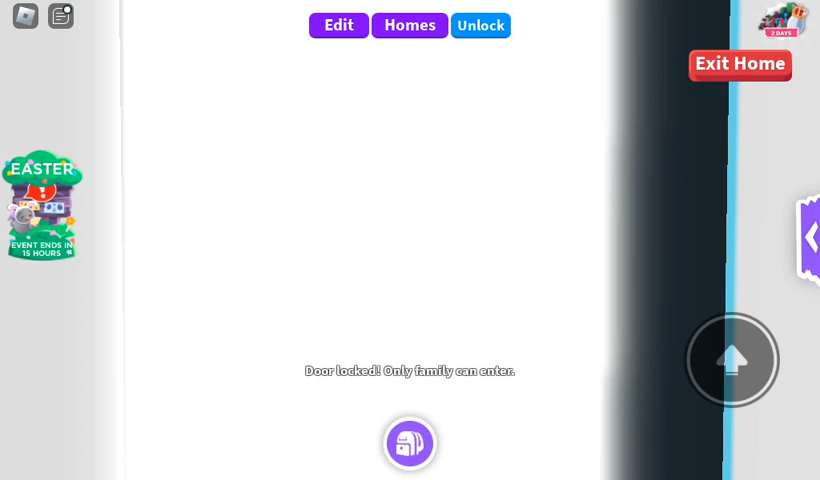 Edit Homes Unlock
2 DAYS
Exit Home
EASTER
!
EVENT ENDS IN
15 HOURS
Door locked! Only family can enter.